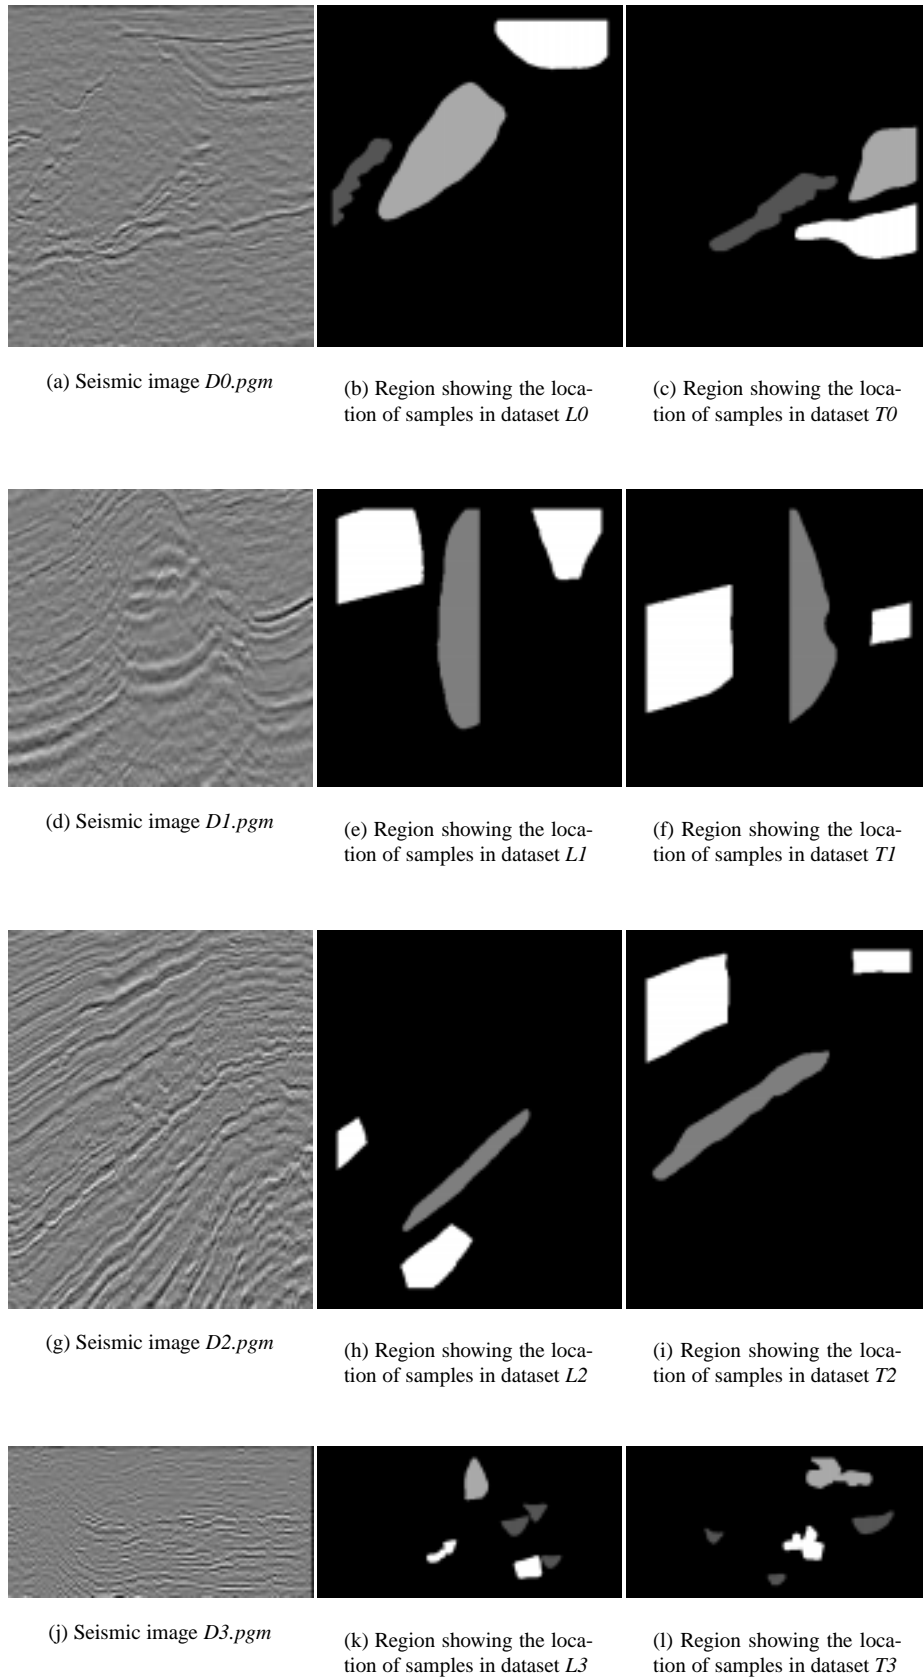 (a) Seismic image D0.pgm
(b) Region showing the loca-
tion of samples in dataset L0
(c) Region showing the loca-
tion of samples in dataset T0
(d) Seismic image D1.pgm
(e) Region showing the loca-
tion of samples in dataset L1
(f) Region showing the loca-
tion of samples in dataset T1
(g) Seismic image D2.pgm
(h) Region showing the loca-
tion of samples in dataset L2
(i) Region showing the loca-
tion of samples in dataset T2
(j) Seismic image D3.pgm
(k) Region showing the loca-
tion of samples in dataset L3
(l) Region showing the loca-
tion of samples in dataset T3